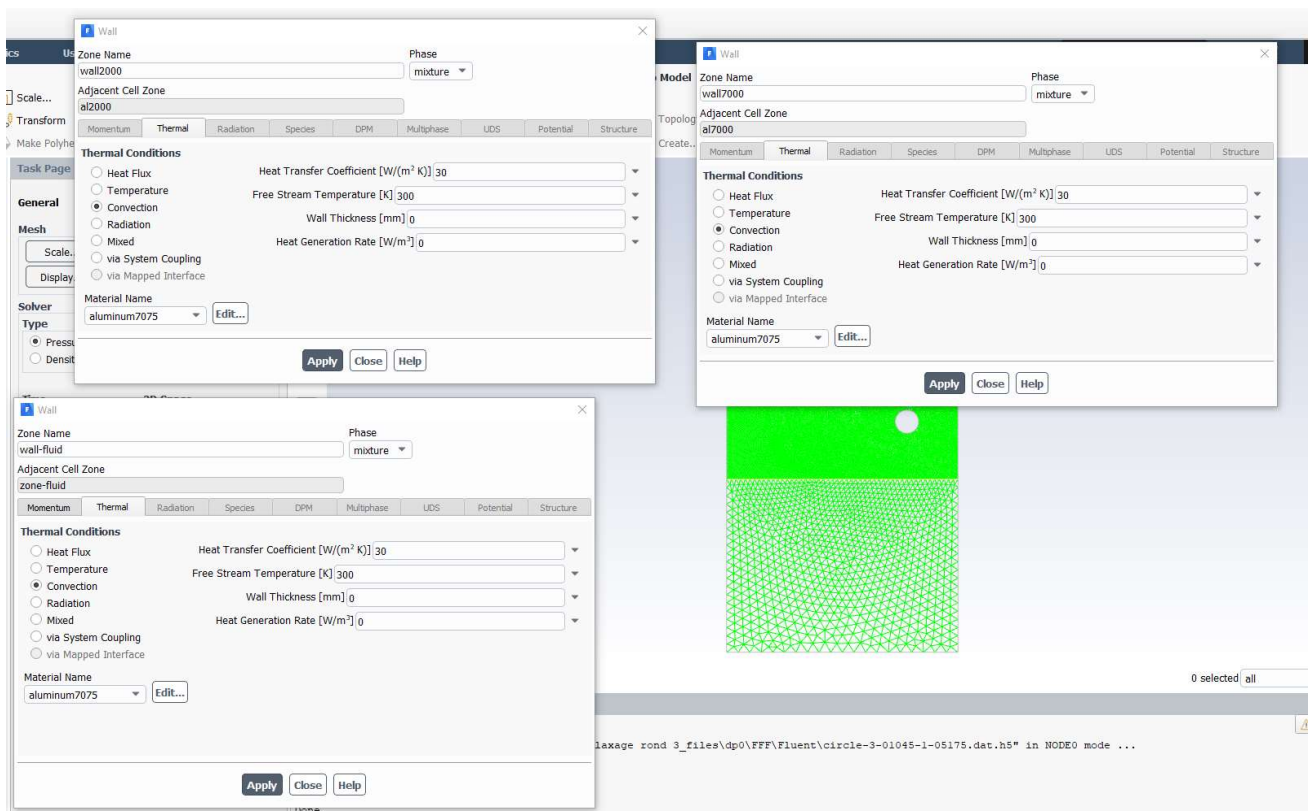 Wall
Zone Name Phase
wall2000 mixture
Adjacent Cell Zone
al2000
Momentum Thermal Radiation Species DPM Multiphase UDS Potential Structure
Thermal Conditions
Heat Flux
Temperature
Convection
Radiation
Mixed
via System Coupling
via Mapped Interface
Heat Transfer Coefficient [W/(m² K)] 30
Free Stream Temperature [K] 300
Wall Thickness [mm] 0
Heat Generation Rate [W/m³] 0
Material Name
aluminum7075 Edit...
Apply Close Help
Wall
Zone Name Phase
wall7000 mixture
Adjacent Cell Zone
al7000
Momentum Thermal Radiation Species DPM Multiphase UDS Potential Structure
Thermal Conditions
Heat Flux
Temperature
Convection
Radiation
Mixed
via System Coupling
via Mapped Interface
Heat Transfer Coefficient [W/(m² K)] 30
Free Stream Temperature [K] 300
Wall Thickness [mm] 0
Heat Generation Rate [W/m³] 0
Material Name
aluminum7075 Edit...
Apply Close Help
ics Us
Scale...
Transform
Make Polyhe
Task Page
General
Mesh
Scale..
Display
Solver
Type
Pressu
Densit
Model
Topolog
Create..
Wall
Zone Name Phase
wall-fluid mixture
Adjacent Cell Zone
zone-fluid
Momentum Thermal Radiation Species DPM Multiphase UDS Potential Structure
Thermal Conditions
Heat Flux
Temperature
Convection
Radiation
Mixed
via System Coupling
via Mapped Interface
Heat Transfer Coefficient [W/(m² K)] 30
Free Stream Temperature [K] 300
Wall Thickness [mm] 0
Heat Generation Rate [W/m³] 0
Material Name
aluminum7075 Edit...
Apply Close Help
0 selected all
laxage rond 3_files\dp0\FFF\Fluent\circle-3-01045-1-05175.dat.h5" in NODE0 mode ...